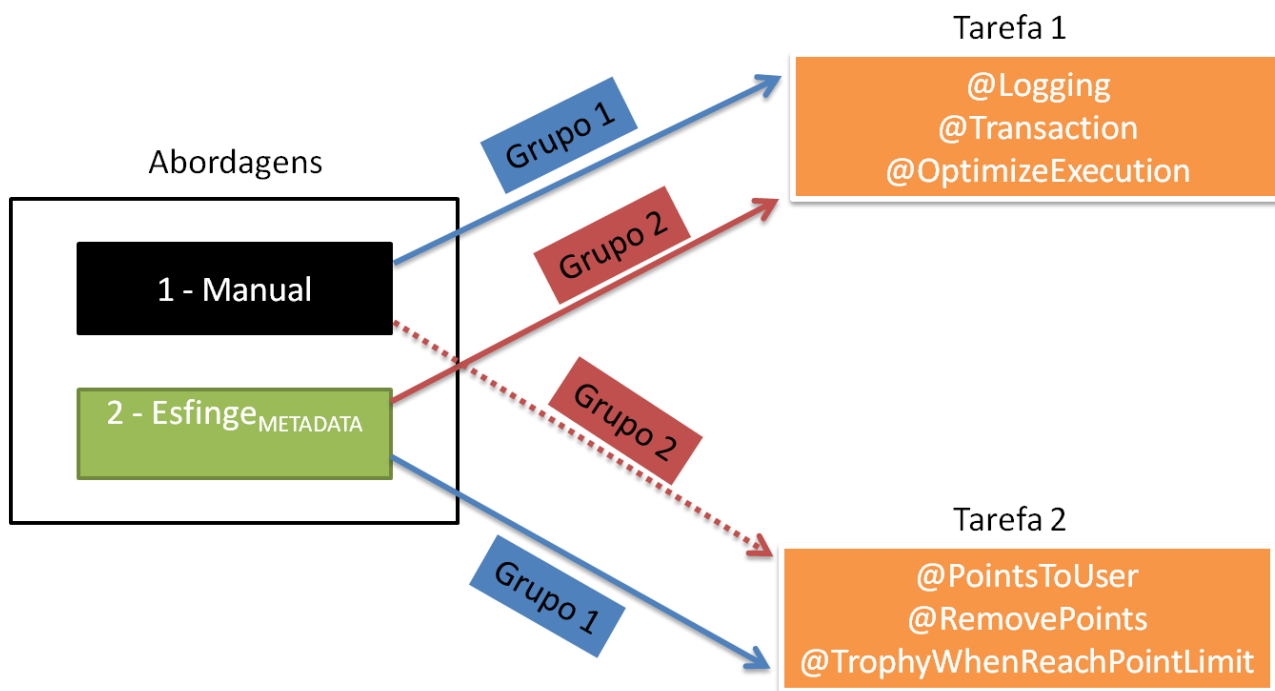 Abordagens
1 - Manual
2 - EsfingeMETADATA
Grupo 1
Grupo 2
Grupo 2
Grupo 1
Tarefa 1
@Logging
@Transaction
@OptimizeExecution
Tarefa 2
@PointsToUser
@RemovePoints
@TrophyWhenReachPointLimit